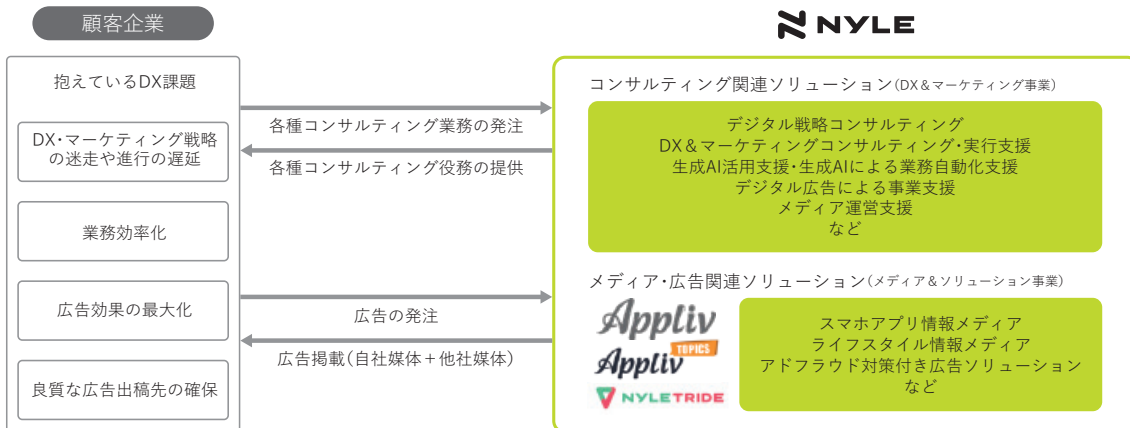 顧客企業
抱えているDX課題
DX・マーケティング戦略
の迷走や進行の遅延
業務効率化
広告効果の最大化
良質な広告出稿先の確保
各種コンサルティング業務の発注
各種コンサルティング役務の提供
広告の発注
広告掲載(自社媒体+他社媒体)
NYLE
コンサルティング関連ソリューション(DX&マーケティング事業)
デジタル戦略コンサルティング
DX&マーケティングコンサルティング・実行支援
生成AI活用支援・生成AIによる業務自動化支援
デジタル広告による事業支援
メディア運営支援
など
メディア・広告関連ソリューション(メディア&ソリューション事業)
Appliv
Appliv TOPICS
NYLETRIDE
スマホアプリ情報メディア
ライフスタイル情報メディア
アドフラウド対策付き広告ソリューション
など